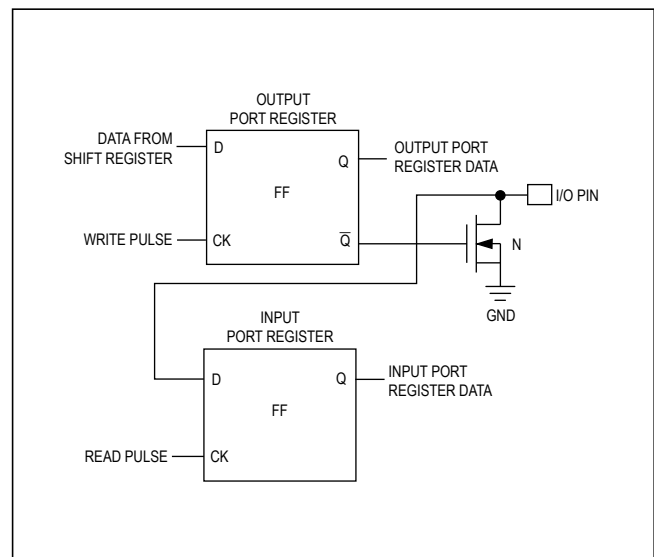 OUTPUT
PORT REGISTER
DATA FROM
SHIFT REGISTER
D
Q
OUTPUT PORT
REGISTER DATA
FF
I/O PIN
WRITE PULSE
CK
Q̅
N
GND
INPUT
PORT REGISTER
D
Q
INPUT PORT
REGISTER DATA
FF
READ PULSE
CK